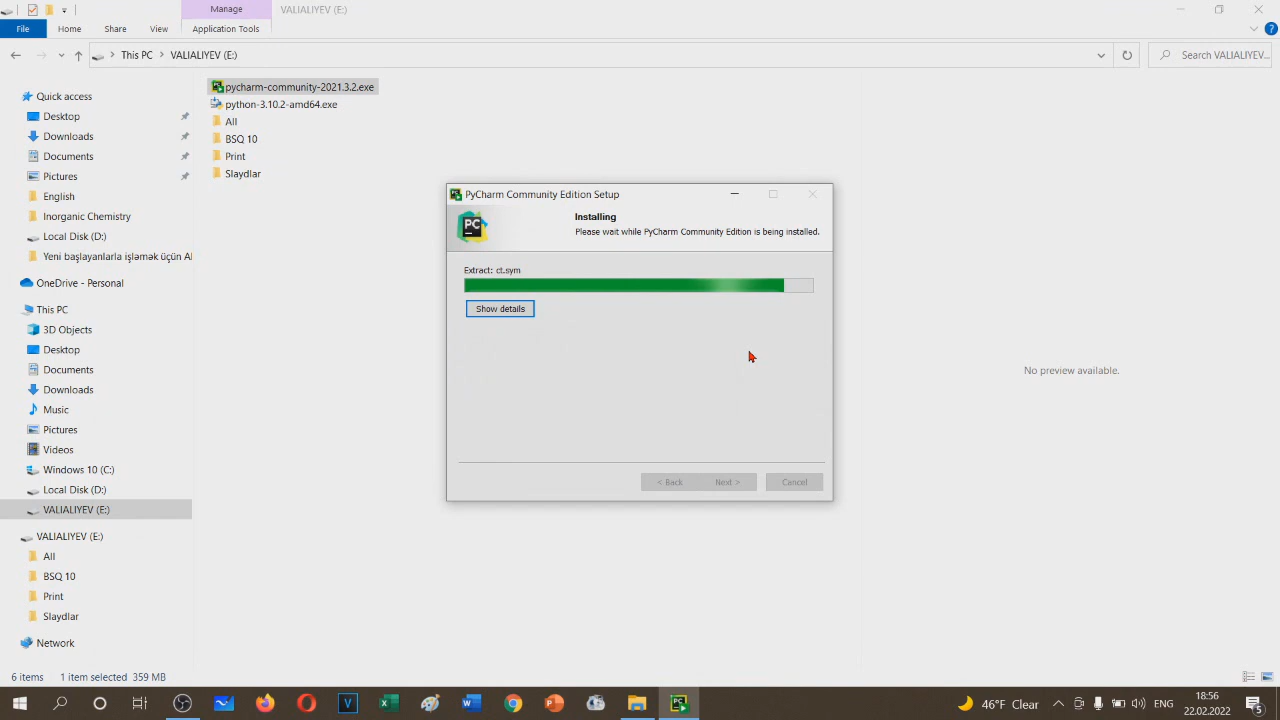 Manage
VALIALIYEV (E:)
File
Home
Share
View
Application Tools
?
This PC
VALIALIYEV (E:)
Search VALIALIYEV...
Quick access
Desktop
Downloads
Documents
Pictures
English
Inorganic Chemistry
Local Disk (D:)
Yeni başlayanlarla işləmək üçün Al
OneDrive - Personal
This PC
3D Objects
Desktop
Documents
Downloads
Music
Pictures
Videos
Windows 10 (C:)
Local Disk (D:)
VALIALIYEV (E:)
VALIALIYEV (E:)
All
BSQ 10
Print
Slaydlar
Network
pycharm-community-2021.3.2.exe
python-3.10.2-amd64.exe
All
BSQ 10
Print
Slaydlar
PyCharm Community Edition Setup
PC
Installing
Please wait while PyCharm Community Edition is being installed.
Extract: ct.sym
Show details
< Back
Next >
Cancel
No preview available.
6 items
1 item selected 359 MB
46°F Clear
ENG
18:56
22.02.2022
5